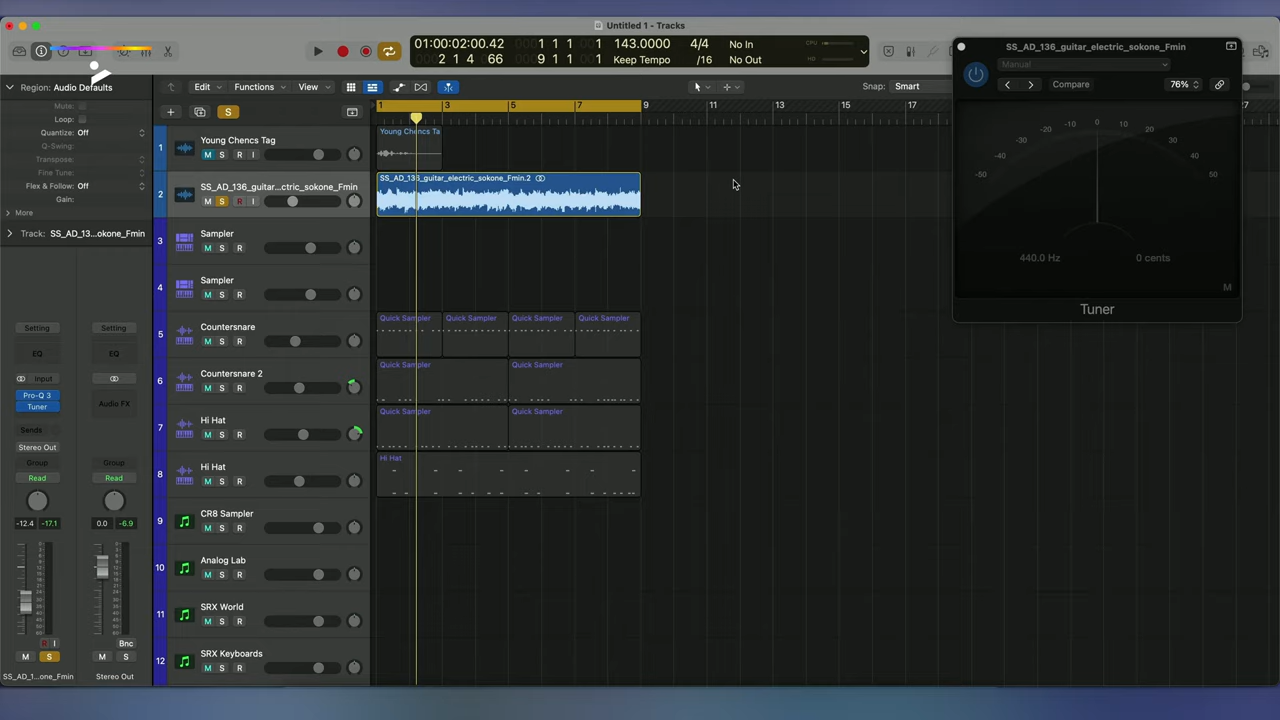 Untitled 1 - Tracks
01:00:02:00.42
2 1 4 66
1 1 1 1
9 1 1 1
143.0000
Keep Tempo
4/4
/16
No In
No Out
CPU
HD
Region: Audio Defaults
Mute:
Loop:
Quantize: Off
Q-Swing:
Transpose:
Fine Tune:
Flex & Follow: Off
Gain:
More
Track: SS_AD_13...okone_Fmin
Edit
Functions
View
Snap: Smart
S
1
3
5
7
9
11
13
15
17
27
1
Young Chencs Tag
M S R I
Young Chencs Ta
2
SS_AD_136_guitar...ctric_sokone_Fmin
M S R I
SS_AD_136_guitar_electric_sokone_Fmin.2
3
Sampler
M S R
4
Sampler
M S R
5
Countersnare
M S R
Quick Sampler
Quick Sampler
Quick Sampler
Quick Sampler
6
Countersnare 2
M S R
Quick Sampler
Quick Sampler
7
Hi Hat
M S R
Quick Sampler
Quick Sampler
8
Hi Hat
M S R
Hi Hat
9
CR8 Sampler
M S R
10
Analog Lab
M S R
11
SRX World
M S R
12
SRX Keyboards
M S R
Setting
Setting
EQ
EQ
Input
Pro-Q 3
Tuner
Audio FX
Sends
Stereo Out
Group
Group
Read
Read
-12.4 -17.1
0.0 -6.9
R I
Bnc
M S
M S
SS_AD_1...one_Fmin
Stereo Out
SS_AD_136_guitar_electric_sokone_Fmin
Manual
Compare
76%
-50
-40
-30
-20
-10
0
10
20
30
40
50
440.0 Hz
0 cents
M
Tuner